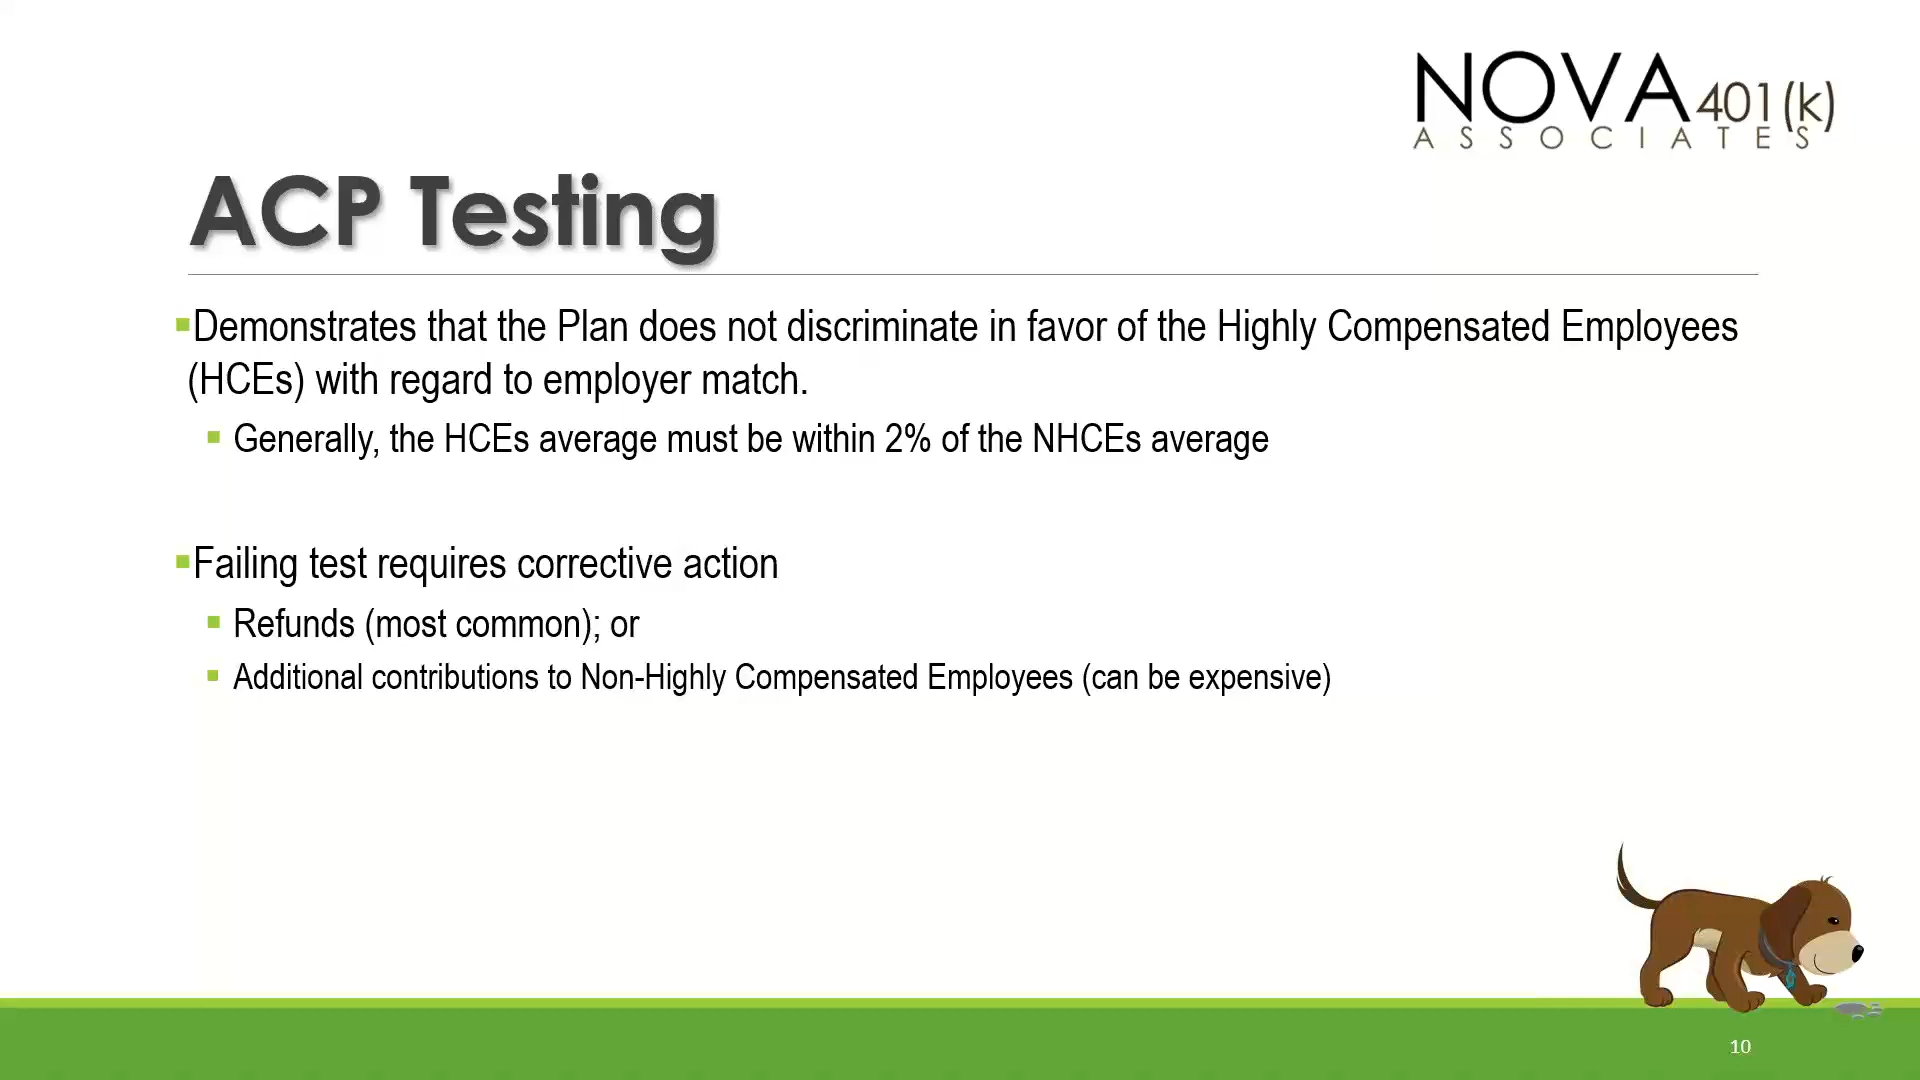 NOVA 401(k)
ASSOCIATES
ACP Testing
Demonstrates that the Plan does not discriminate in favor of the Highly Compensated Employees
(HCEs) with regard to employer match.
Generally, the HCEs average must be within 2% of the NHCEs average
Failing test requires corrective action
Refunds (most common); or
Additional contributions to Non-Highly Compensated Employees (can be expensive)
10